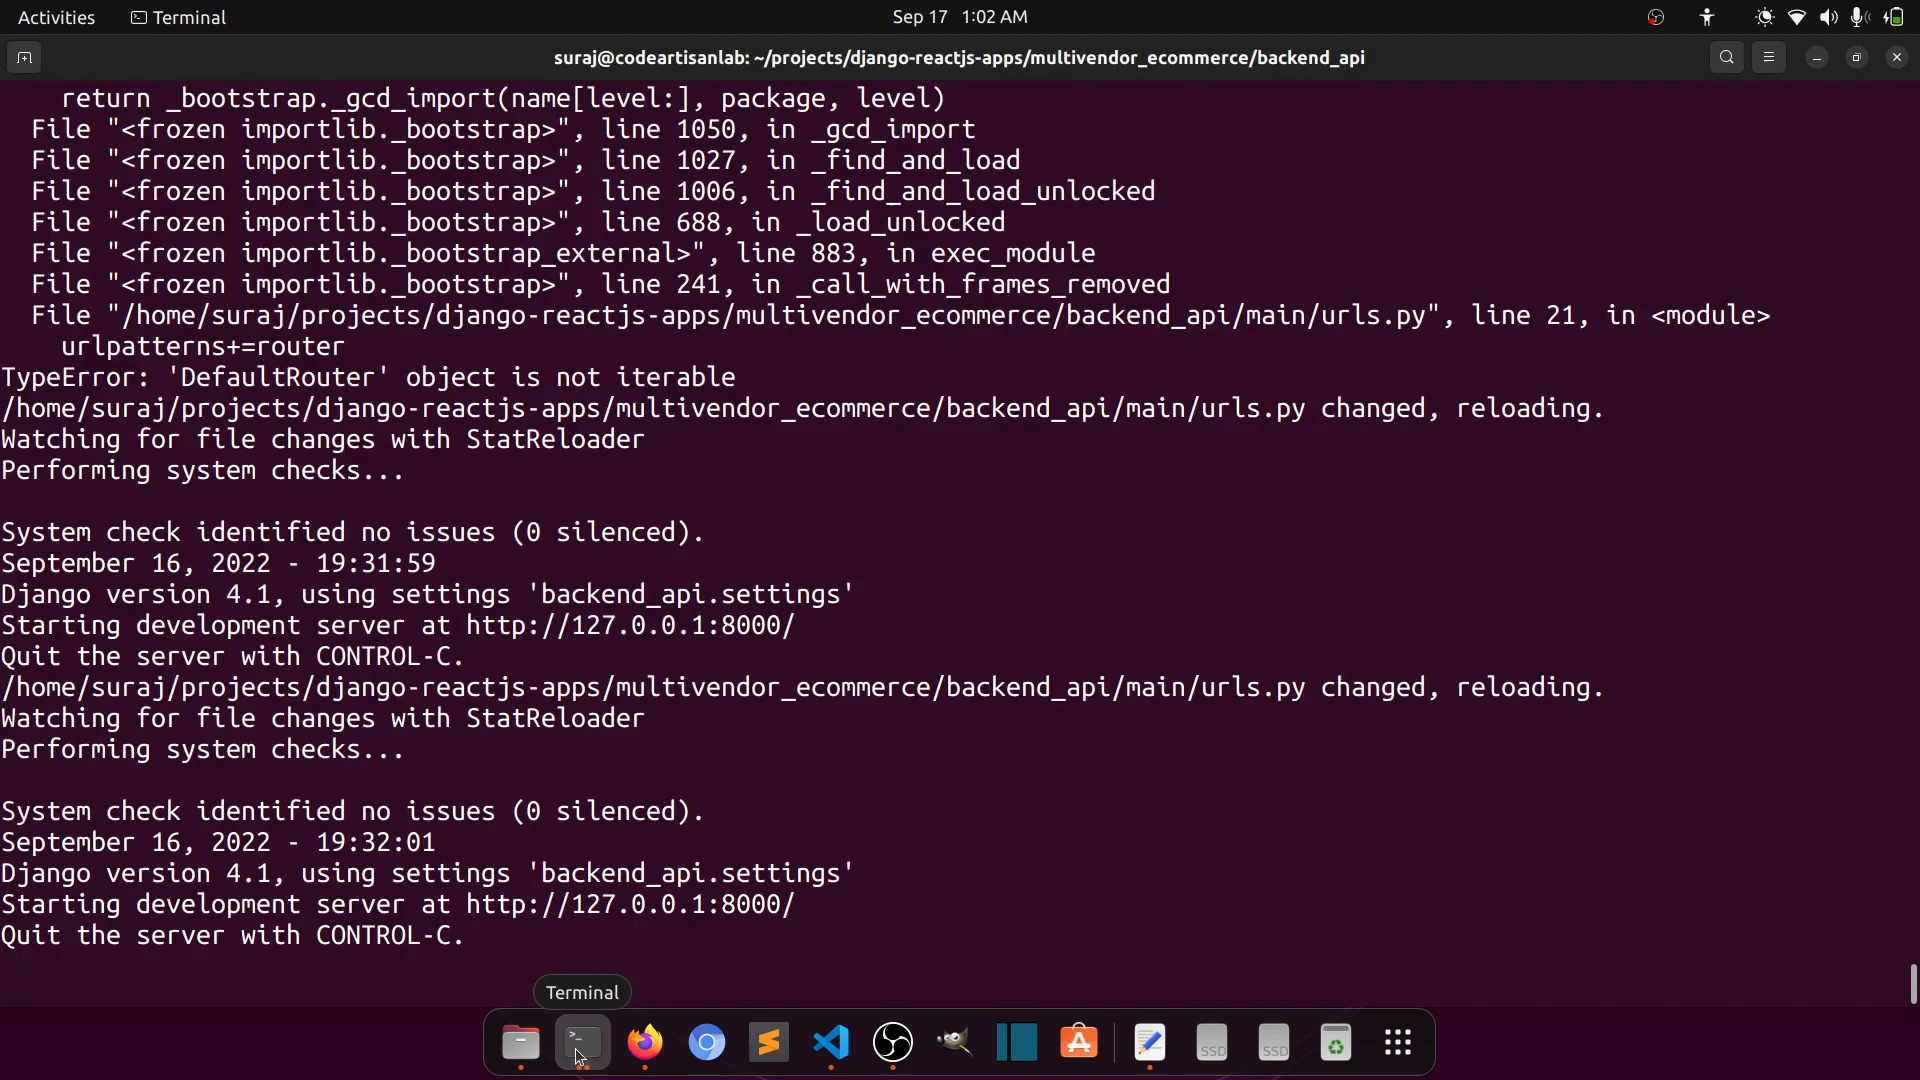 Activities
Terminal
Sep 17 1:02 AM
suraj@codeartisanlab: ~/projects/django-reactjs-apps/multivendor_ecommerce/backend_api
    return _bootstrap._gcd_import(name[level:], package, level)
  File "<frozen importlib._bootstrap>", line 1050, in _gcd_import
  File "<frozen importlib._bootstrap>", line 1027, in _find_and_load
  File "<frozen importlib._bootstrap>", line 1006, in _find_and_load_unlocked
  File "<frozen importlib._bootstrap>", line 688, in _load_unlocked
  File "<frozen importlib._bootstrap_external>", line 883, in exec_module
  File "<frozen importlib._bootstrap>", line 241, in _call_with_frames_removed
  File "/home/suraj/projects/django-reactjs-apps/multivendor_ecommerce/backend_api/main/urls.py", line 21, in <module>
    urlpatterns+=router
TypeError: 'DefaultRouter' object is not iterable
/home/suraj/projects/django-reactjs-apps/multivendor_ecommerce/backend_api/main/urls.py changed, reloading.
Watching for file changes with StatReloader
Performing system checks...
System check identified no issues (0 silenced).
September 16, 2022 - 19:31:59
Django version 4.1, using settings 'backend_api.settings'
Starting development server at http://127.0.0.1:8000/
Quit the server with CONTROL-C.
/home/suraj/projects/django-reactjs-apps/multivendor_ecommerce/backend_api/main/urls.py changed, reloading.
Watching for file changes with StatReloader
Performing system checks...
System check identified no issues (0 silenced).
September 16, 2022 - 19:32:01
Django version 4.1, using settings 'backend_api.settings'
Starting development server at http://127.0.0.1:8000/
Quit the server with CONTROL-C.
Terminal
SSD
SSD